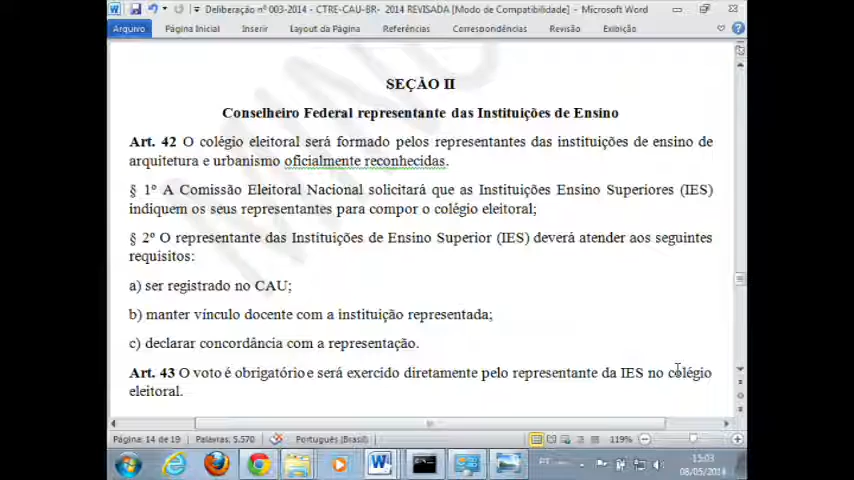 Deliberação nº 003-2014 - CTRE-CAU-BR- 2014 REVISADA [Modo de Compatibilidade] - Microsoft Word
Arquivo Página Inicial Inserir Layout da Página Referências Correspondências Revisão Exibição
SEÇÃO II
Conselheiro Federal representante das Instituições de Ensino
Art. 42 O colégio eleitoral será formado pelos representantes das instituições de ensino de
arquitetura e urbanismo oficialmente reconhecidas.
§ 1º A Comissão Eleitoral Nacional solicitará que as Instituições Ensino Superiores (IES)
indiquem os seus representantes para compor o colégio eleitoral;
§ 2º O representante das Instituições de Ensino Superior (IES) deverá atender aos seguintes
requisitos:
a) ser registrado no CAU;
b) manter vínculo docente com a instituição representada;
c) declarar concordância com a representação.
Art. 43 O voto é obrigatório e será exercido diretamente pelo representante da IES no colégio
eleitoral.
Página: 14 de 19 Palavras: 5.570 Português (Brasil) 119%
PT 15:03
08/05/2014